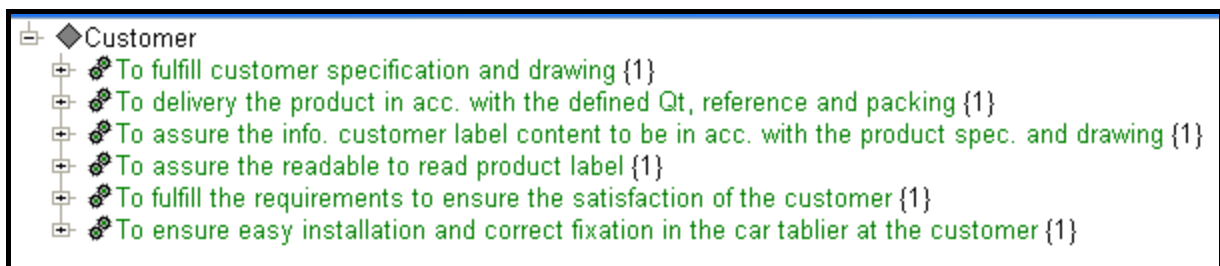 Customer
To fulfill customer specification and drawing {1}
To delivery the product in acc. with the defined Qt, reference and packing {1}
To assure the info. customer label content to be in acc. with the product spec. and drawing {1}
To assure the readable to read product label {1}
To fulfill the requirements to ensure the satisfaction of the customer {1}
To ensure easy installation and correct fixation in the car tablier at the customer {1}